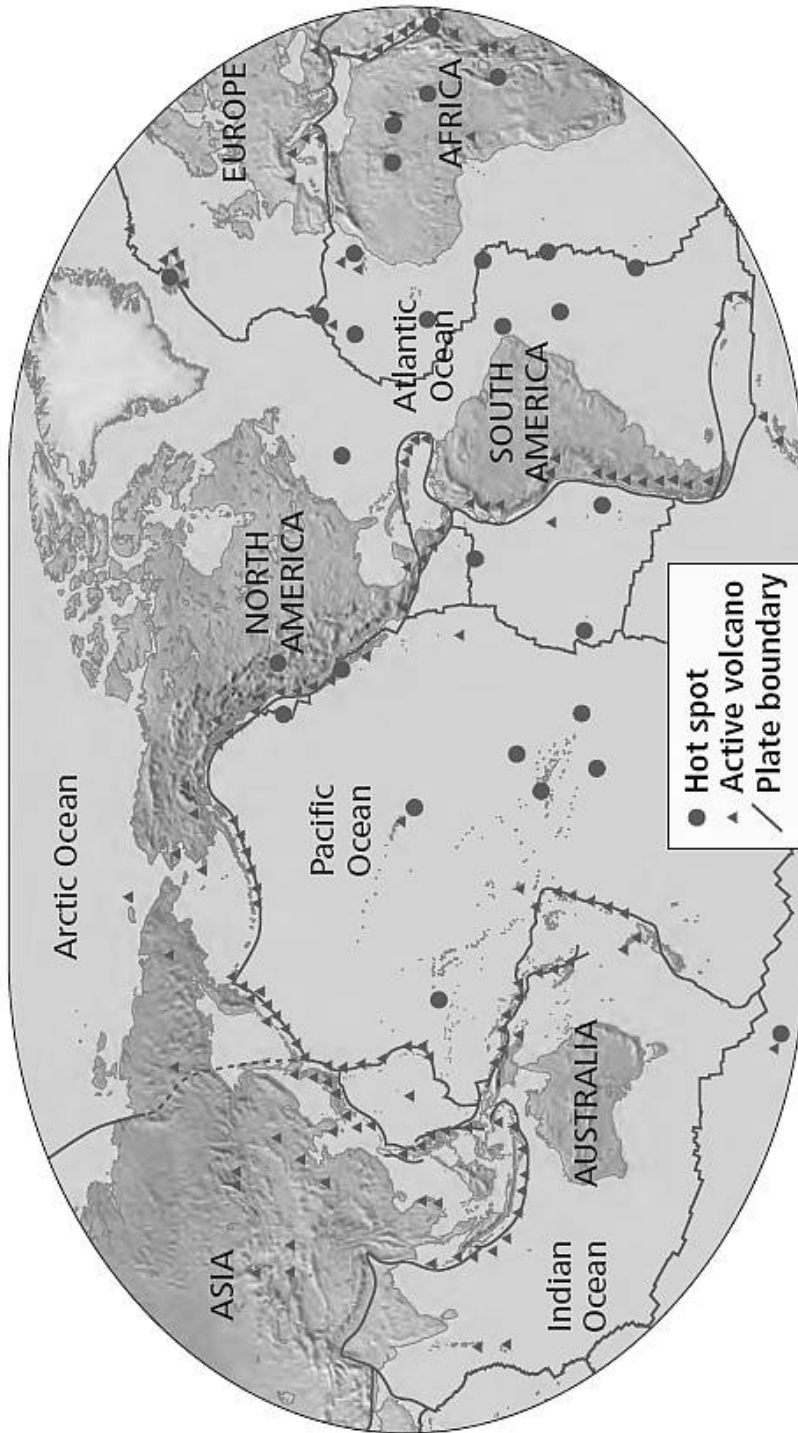 Arctic Ocean
EUROPE
ASIA
NORTH
AMERICA
Atlantic
Ocean
AFRICA
Pacific
Ocean
SOUTH
AMERICA
Indian
Ocean
AUSTRALIA
Hot spot
Active volcano
Plate boundary